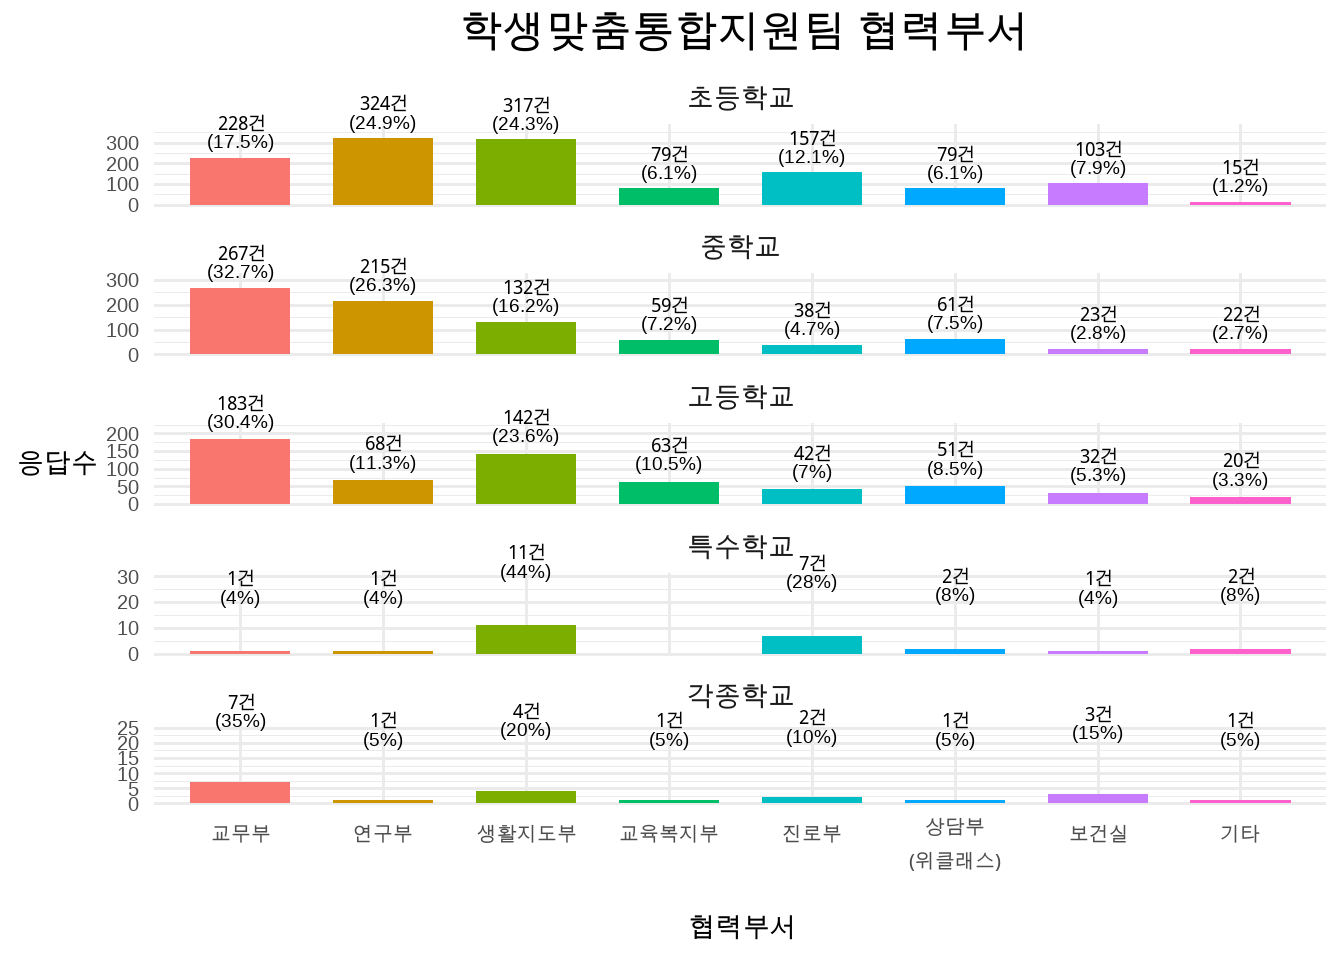 학생맞춤통합지원팀 협력부서
응답수
초등학교
300
200
100
0
228건
(17.5%)
324건
(24.9%)
317건
(24.3%)
79건
(6.1%)
157건
(12.1%)
79건
(6.1%)
103건
(7.9%)
15건
(1.2%)
중학교
300
200
100
0
267건
(32.7%)
215건
(26.3%)
132건
(16.2%)
59건
(7.2%)
38건
(4.7%)
61건
(7.5%)
23건
(2.8%)
22건
(2.7%)
고등학교
200
150
100
50
0
183건
(30.4%)
68건
(11.3%)
142건
(23.6%)
63건
(10.5%)
42건
(7%)
51건
(8.5%)
32건
(5.3%)
20건
(3.3%)
특수학교
30
20
10
0
1건
(4%)
1건
(4%)
11건
(44%)
7건
(28%)
2건
(8%)
1건
(4%)
2건
(8%)
각종학교
25
20
15
10
5
0
7건
(35%)
1건
(5%)
4건
(20%)
1건
(5%)
2건
(10%)
1건
(5%)
3건
(15%)
1건
(5%)
교무부
연구부
생활지도부
교육복지부
진로부
상담부
(위클래스)
보건실
기타
협력부서